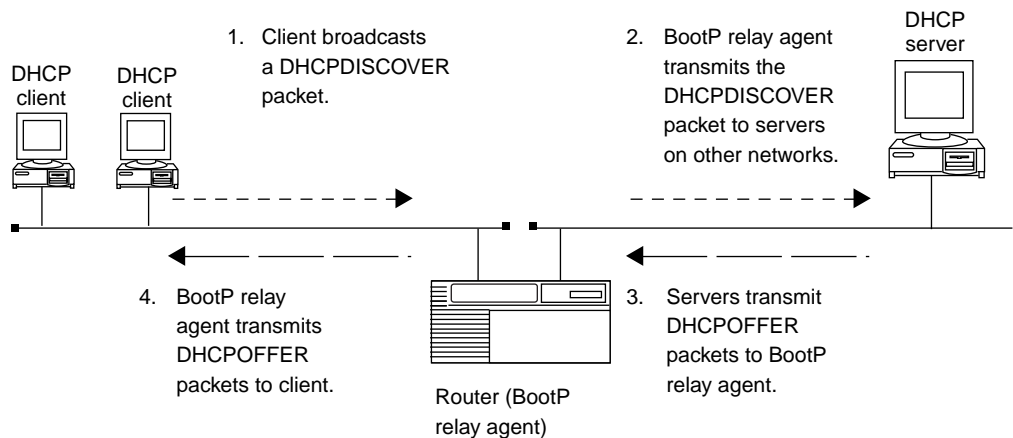 DHCP
client
DHCP
client
1. Client broadcasts
a DHCPDISCOVER
packet.
2. BootP relay agent
transmits the
DHCPDISCOVER
packet to servers
on other networks.
DHCP
server
4. BootP relay
agent transmits
DHCPOFFER
packets to client.
Router (BootP
relay agent)
3. Servers transmit
DHCPOFFER
packets to BootP
relay agent.